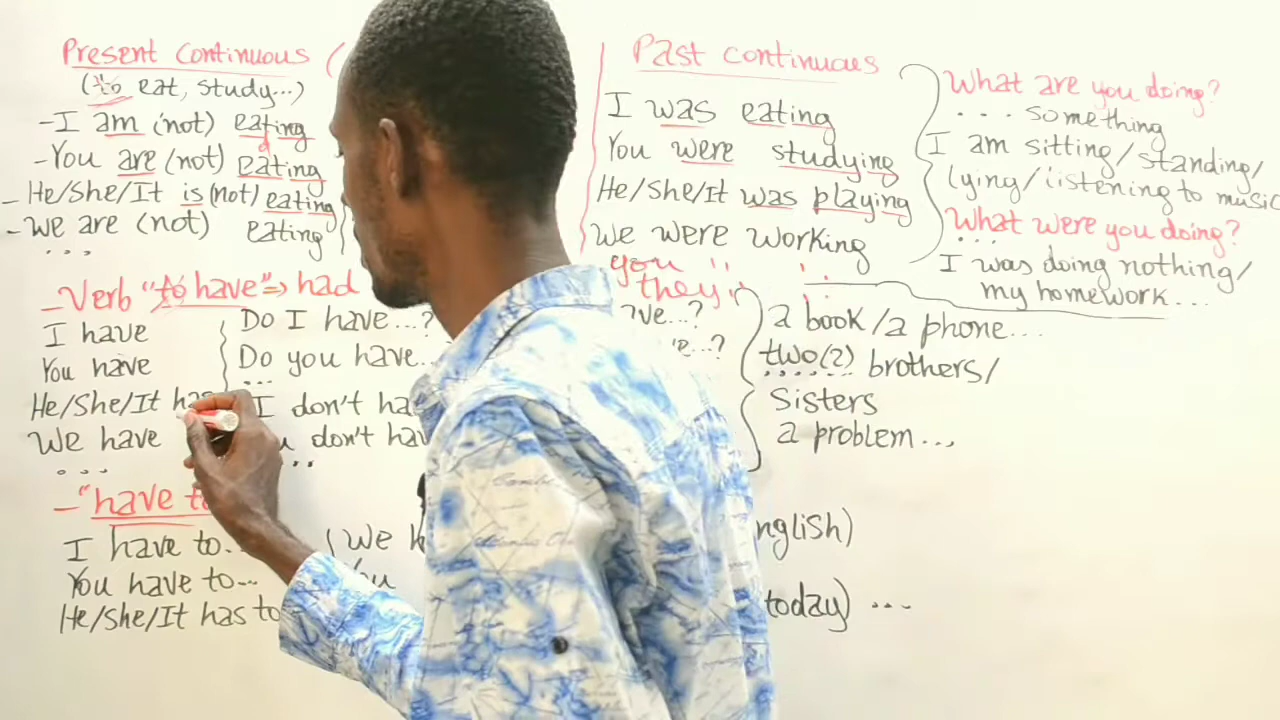 Present continuous (
(to eat, study...)
-I am (not) eating
-You are (not) eating
- He/She/It is (not) eating
- We are (not) eating
...
Past continuous
I was eating
You were studying
He/She/It was playing
We were working
you "
they "
What are you doing?
... something
I am sitting/standing/
lying/listening to music
What were you doing?
...
I was doing nothing/
my homework...
-Verb "to have" => had
I have
You have
He/She/It has
We have
...
Do I have...?
Do you have...
...
I don't ha
don't hav
...
ve...?
...?
a book/a phone...
two(2) brothers/
Sisters
a problem...
-"have to
I have to...
You have to...
He/She/It has to
(We
nglish)
today) ...